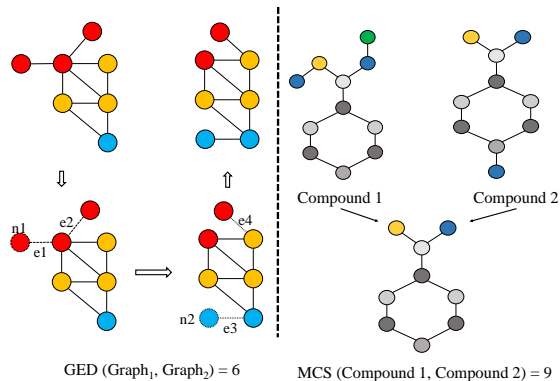 Compound 1
Compound 2
n1
e1
e2
e4
n2
e3
GED (Graph₁, Graph₂) = 6
MCS (Compound 1, Compound 2) = 9